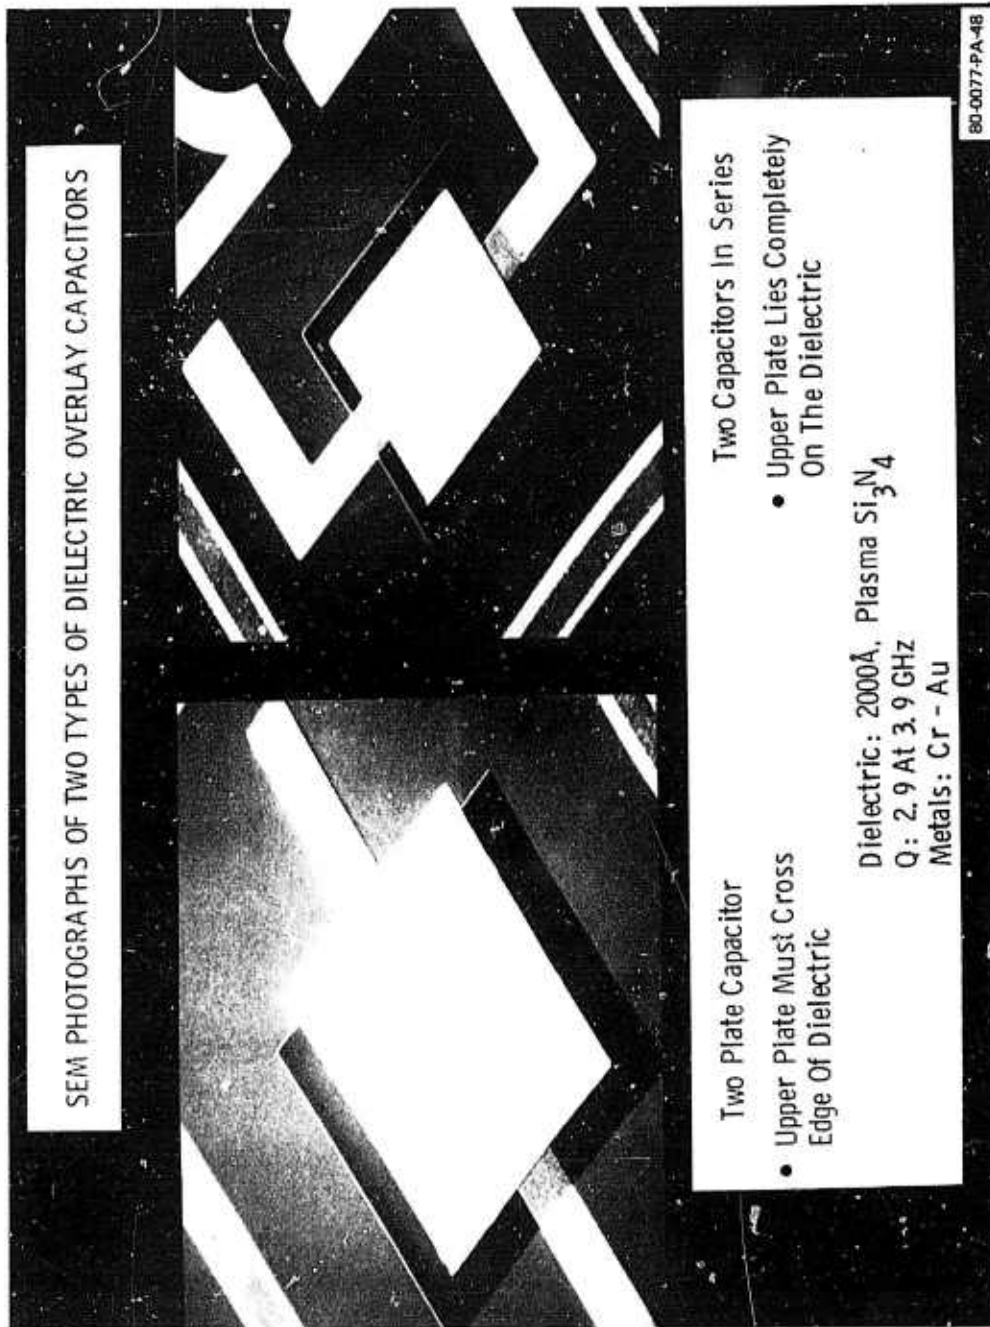 SEM PHOTOGRAPHS OF TWO TYPES OF DIELECTRIC OVERLAY CAPACITORS
Two Plate Capacitor
• Upper Plate Must Cross
Edge Of Dielectric
Two Capacitors In Series
• Upper Plate Lies Completely
On The Dielectric
Dielectric: 2000Å, Plasma Si3N4
Q: 2.9 At 3.9 GHz
Metals: Cr - Au
80-0077-PA-48